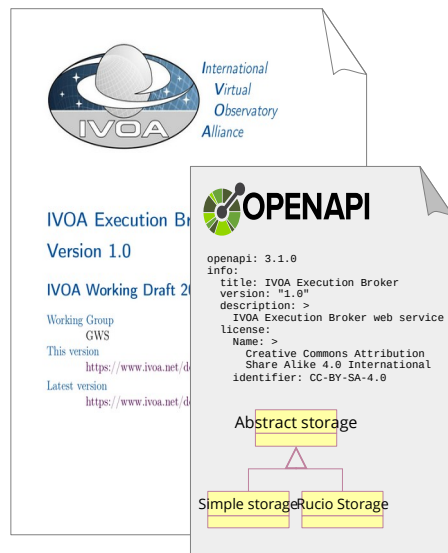 International
Virtual
Observatory
Alliance
IVOA
IVOA Execution
Version 1.0
IVOA Working Draft
Working Group
GWS
This version
https://www.ivoa.net/
Latest version
https://www.ivoa.net/
OPENAPI
openapi: 3.1.0
info:
title: IVOA Execution Broker
version: "1.0"
description: >
IVOA Execution Broker web service
license:
Name: >
Creative Commons Attribution
Share Alike 4.0 International
identifier: CC-BY-SA-4.0
Abstract storage
Simple storage
Rucio Storage